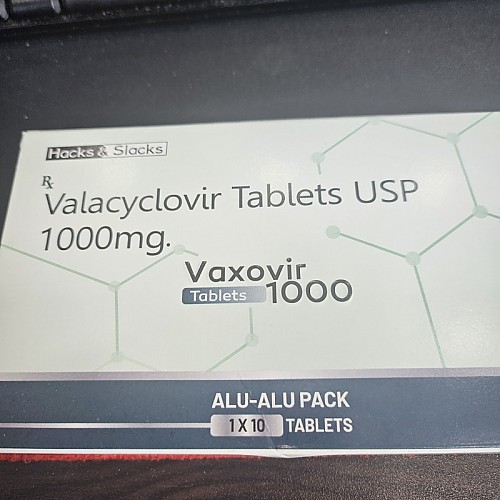 Hacks & Slacks
Rx
Valacyclovir Tablets USP
1000mg.
Vaxovir
Tablets 1000
ALU-ALU PACK
1 X 10 TABLETS